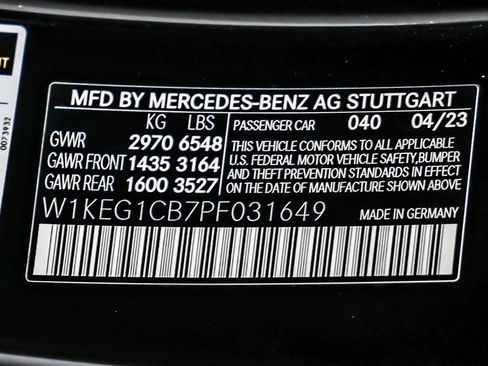 MFD BY MERCEDES-BENZ AG STUTTGART
KG LBS
GWR 2970 6548
GAWR FRONT 1435 3164
GAWR REAR 1600 3527
PASSENGER CAR 040 04/23
THIS VEHICLE CONFORMS TO ALL APPLICABLE
U.S. FEDERAL MOTOR VEHICLE SAFETY,BUMPER
AND THEFT PREVENTION STANDARDS IN EFFECT
ON THE DATE OF MANUFACTURE SHOWN ABOVE
W1KEG1CB7PF031649 MADE IN GERMANY
0073932